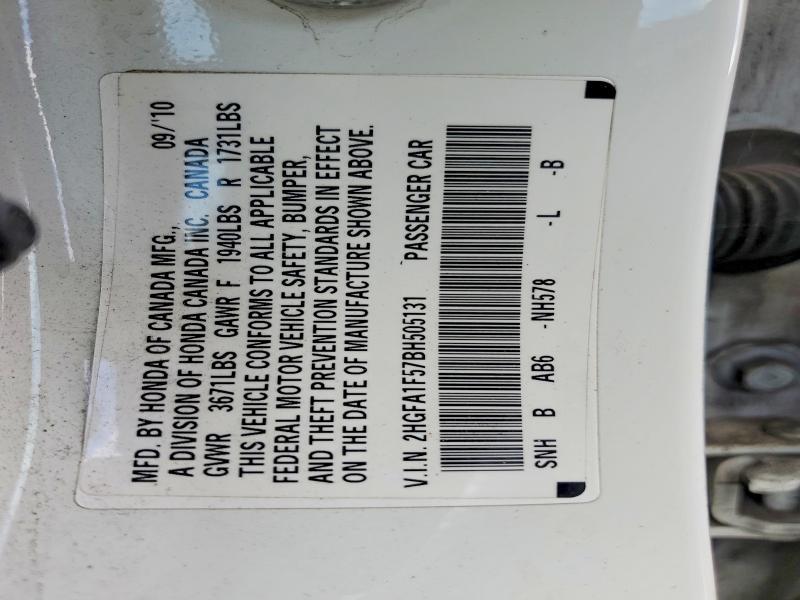 MFD. BY HONDA OF CANADA MFG., 09/'10
A DIVISION OF HONDA CANADA INC. CANADA
GVWR 3671LBS GAWR F 1940LBS R 1731LBS
THIS VEHICLE CONFORMS TO ALL APPLICABLE
FEDERAL MOTOR VEHICLE SAFETY, BUMPER,
AND THEFT PREVENTION STANDARDS IN EFFECT
ON THE DATE OF MANUFACTURE SHOWN ABOVE.
V.I.N. 2HGFA1F57BH505131 PASSENGER CAR
SNH B AB6 -NH578 -L -B